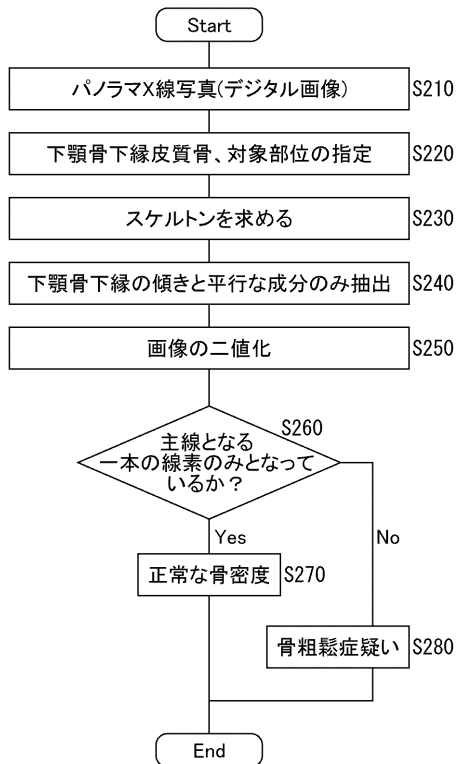 Start
パノラマX線写真(デジタル画像)
S210
下顎骨下縁皮質骨、対象部位の指定
S220
スケルトンを求める
S230
下顎骨下縁の傾きと平行な成分のみ抽出
S240
画像の二値化
S250
S260
主線となる
一本の線素のみとなって
いるか？
Yes
No
正常な骨密度
S270
骨粗鬆症疑い
S280
End